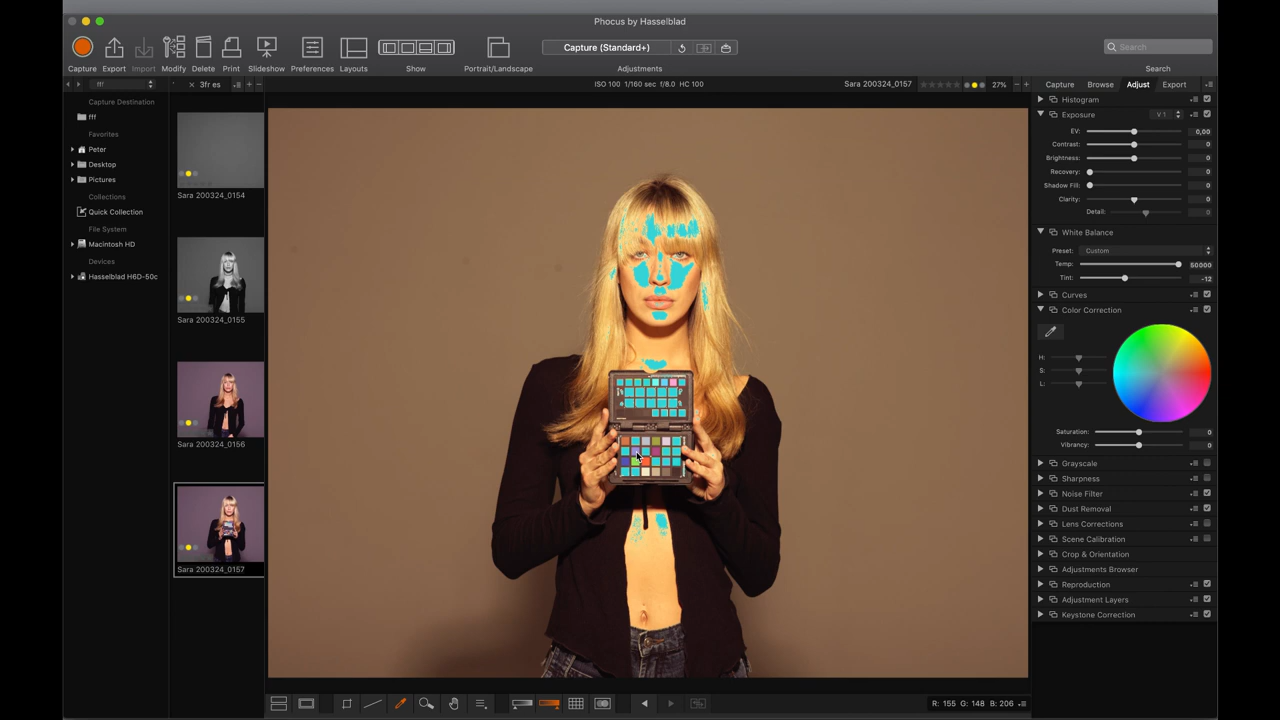 Phocus by Hasselblad
Capture (Standard+)
Search
Capture Export Import Modify Delete Print Slideshow Preferences Layouts Show Portrait/Landscape Adjustments Search
fff 3fr es ISO 100 1/160 sec f/8.0 HC 100 Sara 200324_0157 27% Capture Browse Adjust Export
Capture Destination
fff
Favorites
Peter
Desktop
Pictures
Collections
Quick Collection
File System
Macintosh HD
Devices
Hasselblad H6D-50c
Sara 200324_0154
Sara 200324_0155
Sara 200324_0156
Sara 200324_0157
Histogram
Exposure V 1
EV: 0,00
Contrast: 0
Brightness: 0
Recovery: 0
Shadow Fill: 0
Clarity: 0
Detail: 0
White Balance
Preset: Custom
Temp: 50000
Tint: -12
Curves
Color Correction
H:
S:
L:
Saturation: 0
Vibrancy: 0
Grayscale
Sharpness
Noise Filter
Dust Removal
Lens Corrections
Scene Calibration
Crop & Orientation
Adjustments Browser
Reproduction
Adjustment Layers
Keystone Correction
R: 155 G: 148 B: 206